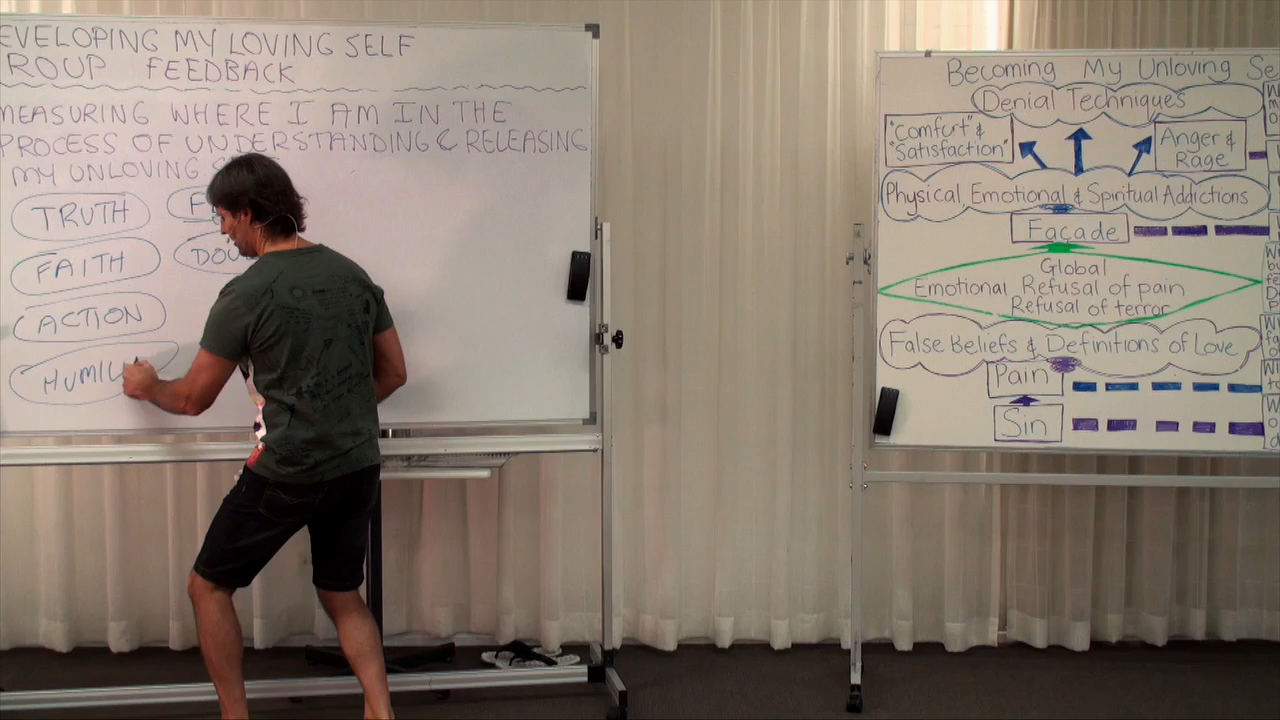 EVELOPING MY LOVING SELF
ROUP FEEDBACK
MEASURING WHERE I AM IN THE
PROCESS OF UNDERSTANDING & RELEASING
MY UNLOVING
TRUTH
FAITH
DOU
ACTION
HUMIL
Becoming My Unloving Se
Denial Techniques
"Comfort" &
"Satisfaction"
Anger &
Rage
Physical, Emotional & Spiritual Addictions
Façade
Global
Emotional Refusal of pain
Refusal of terror
False Beliefs & Definitions of Love
Pain
Sin